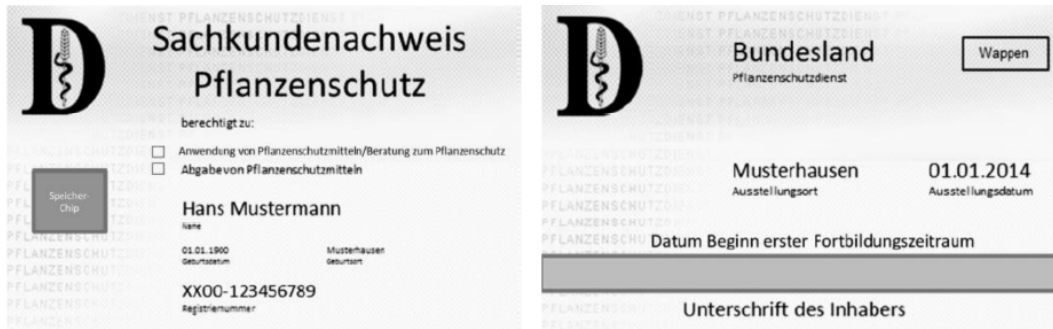 Sachkundenachweis
Pflanzenschutz
berechtigt zu:
Anwendung von Pflanzenschutzmitteln/Beratung zum Pflanzenschutz
Abgabe von Pflanzenschutzmitteln
Speicher-
Chip
Hans Mustermann
Name
01.01.1900 Musterhausen
Geburtsdatum Geburtsort
XX00-123456789
Registriernummer
Bundesland
Pflanzenschutzdienst
Wappen
Musterhausen 01.01.2014
Ausstellungsort Ausstellungsdatum
Datum Beginn erster Fortbildungszeitraum
Unterschrift des Inhabers